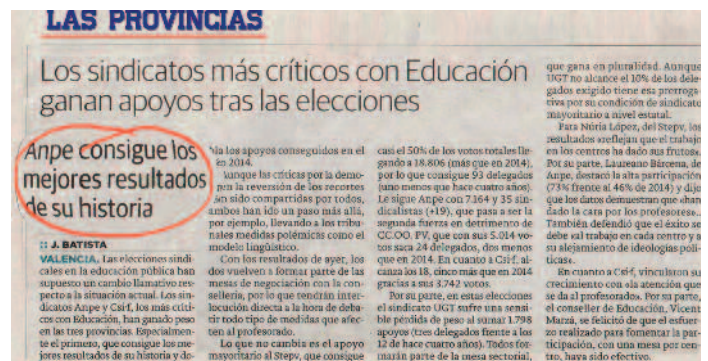 LAS PROVINCIAS
Los sindicatos más críticos con Educación
ganan apoyos tras las elecciones
Anpe consigue los
mejores resultados
de su historia
:: J. BATISTA
VALENCIA. Las elecciones sindi-
cales en la educación pública han
supuesto un cambio llamativo res-
pecto a la situación actual. Los sin-
dicatos Anpe y Csif, los más críti-
cos con Educación, han ganado peso
en las tres provincias. Especialmen-
te el primero, que consigue los me-
jores resultados de su historia y do-
bla los apoyos conseguidos en el
en 2014.
Aunque las críticas por la demo-
en la reversión de los recortes
sido compartidas por todos,
ambos han ido un paso más allá,
por ejemplo, llevando a los tribu-
nales medidas polémicas como el
modelo lingüístico.
Con los resultados de ayer, los
dos vuelven a formar parte de las
mesas de negociación con la con-
selleria, por lo que tendrán inter-
locución directa a la hora de deba-
tir todo tipo de medidas que afec-
ten al profesorado.
Lo que no cambia es el apoyo
mayoritario al Stepv, que consigue
casi el 50% de los votos totales lle-
gando a 18.806 (más que en 2014),
por lo que consigue 93 delegados
(uno menos que hace cuatro años).
Le sigue Anpe con 7.164 y 35 sin-
dicalistas (+19), que pasa a ser la
segunda fuerza en detrimento de
CC.OO. PV, que con sus 5.014 vo-
tos saca 24 delegados, dos menos
que en 2014. En cuanto a Csi·f, al-
canza los 18, cinco más que en 2014
gracias a sus 3.742 votos.
Por su parte, en estas elecciones
el sindicato UGT sufre una sensi-
ble pérdida de peso al sumar 1.798
apoyos (tres delegados frente a los
12 de hace cuatro años). Todos for-
marán parte de la mesa sectorial,
que gana en pluralidad. Aunque
UGT no alcance el 10% de los dele-
gados exigido tiene esa prerroga-
tiva por su condición de sindicato
mayoritario a nivel estatal.
Para Núria López, del Stepv, los
resultados «reflejan que el trabajo
en los centros ha dado sus frutos».
Por su parte, Laureano Bárcena, de
Anpe, destacó la alta participación
(73% frente al 46% de 2014) y dijo
que los datos demuestran que «han
dado la cara por los profesores».
También defendió que el éxito se
debe «al trabajo en cada centro y a
su alejamiento de ideologías polí-
ticas».
En cuanto a Csi·f, vincularon su
crecimiento con «la atención que
se da al profesorado». Por su parte,
el conseller de Educación, Vicent
Marzà, se felicitó de que el esfuer-
zo realizado para fomentar la par-
ticipación, con una mesa por cen-
tro, haya sido efectivo.